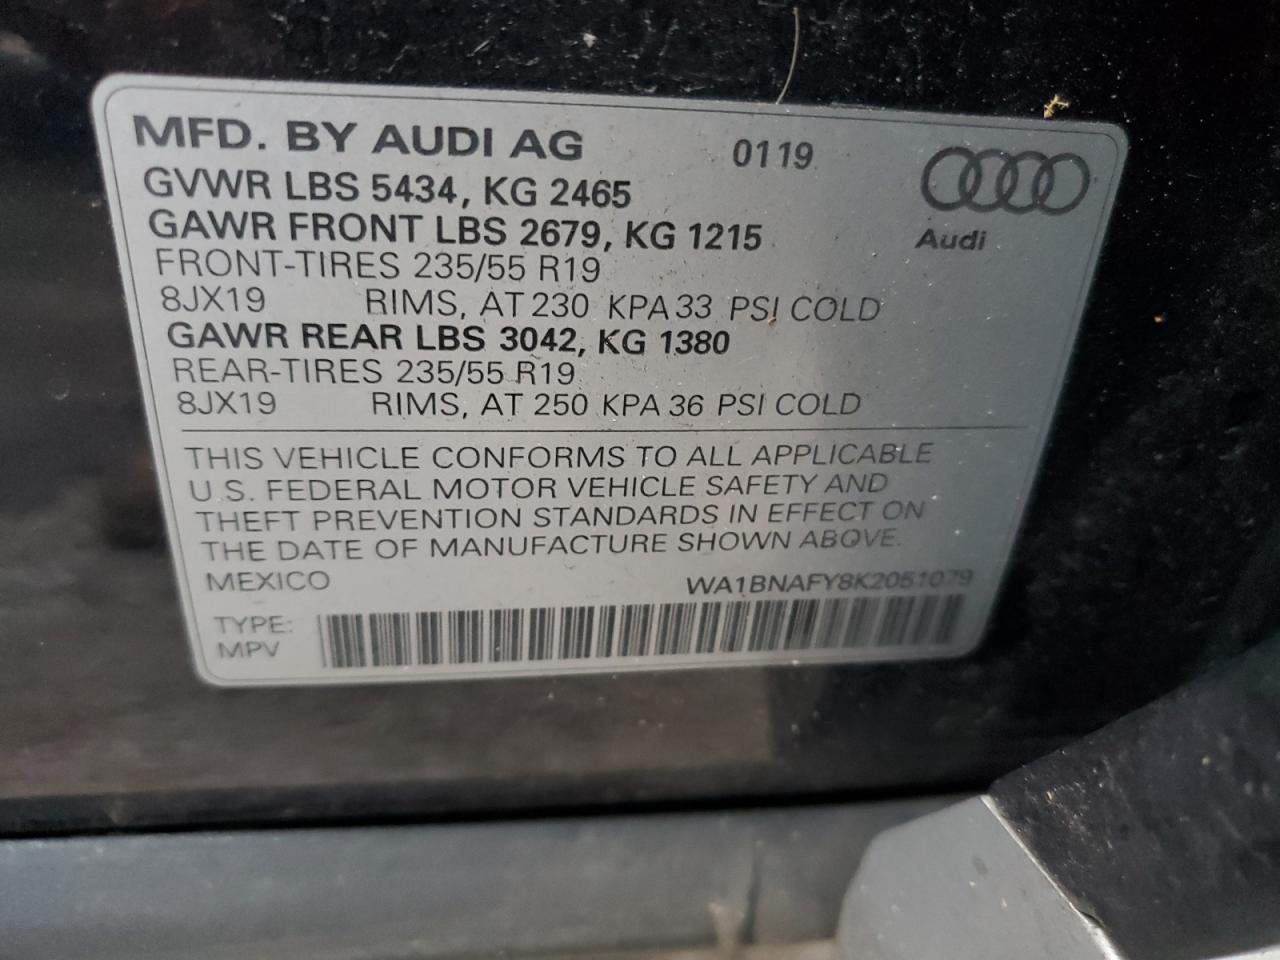 MFD. BY AUDI AG 0119
GVWR LBS 5434, KG 2465
GAWR FRONT LBS 2679, KG 1215
Audi
FRONT-TIRES 235/55 R19
8JX19 RIMS, AT 230 KPA 33 PSI COLD
GAWR REAR LBS 3042, KG 1380
REAR-TIRES 235/55 R19
8JX19 RIMS, AT 250 KPA 36 PSI COLD
THIS VEHICLE CONFORMS TO ALL APPLICABLE
U.S. FEDERAL MOTOR VEHICLE SAFETY AND
THEFT PREVENTION STANDARDS IN EFFECT ON
THE DATE OF MANUFACTURE SHOWN ABOVE.
MEXICO WA1BNAFY8K2051079
TYPE:
MPV